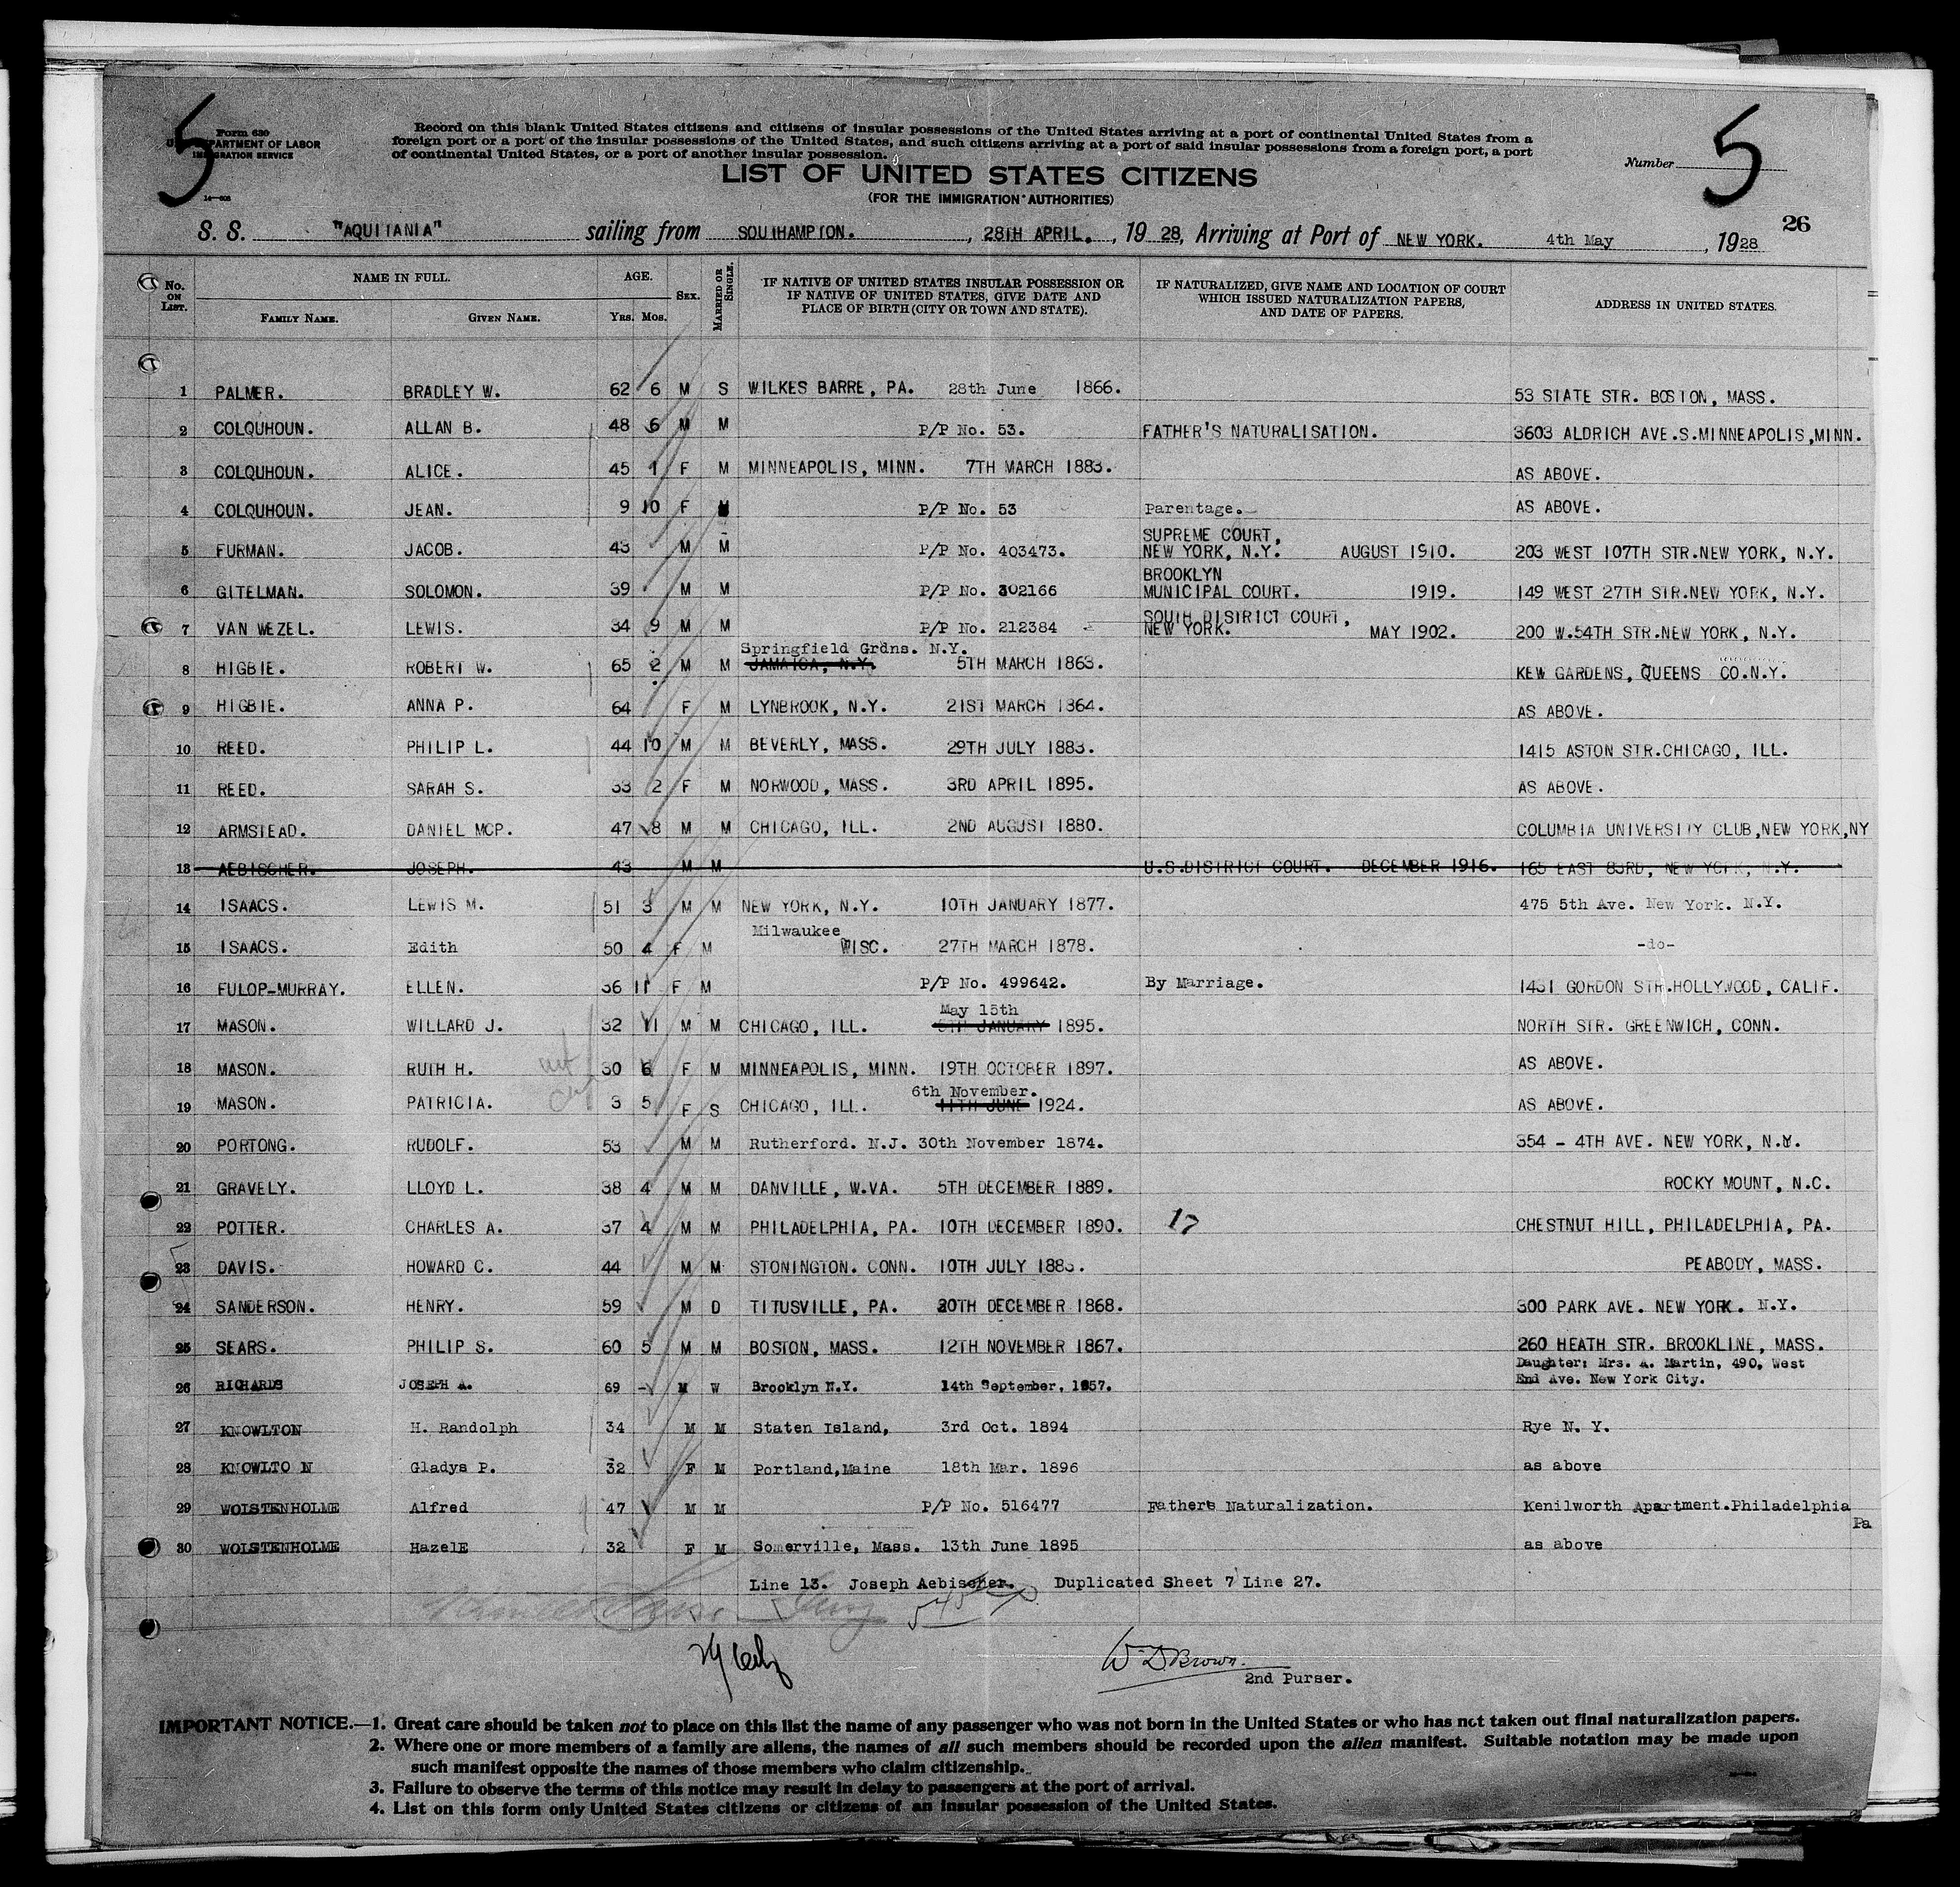 5
Form 630
U. S. DEPARTMENT OF LABOR
IMMIGRATION SERVICE
Record on this blank United States citizens and citizens of insular possessions of the United States arriving at a port of continental United States from a
foreign port or a port of the insular possessions of the United States, and such citizens arriving at a port of said insular possessions from a foreign port, a port
of continental United States, or a port of another insular possession.
Number 5
LIST OF UNITED STATES CITIZENS
(FOR THE IMMIGRATION AUTHORITIES)
26
S. S. "AQUITANIA" sailing from SOUTHAMPTON. , 28TH APRIL. , 19 28, Arriving at Port of NEW YORK. 4th May , 1928
No. ON LIST. NAME IN FULL. AGE. SEX. MARRIED OR SINGLE. IF NATIVE OF UNITED STATES INSULAR POSSESSION OR IF NATIVE OF UNITED STATES, GIVE DATE AND PLACE OF BIRTH (CITY OR TOWN AND STATE). IF NATURALIZED, GIVE NAME AND LOCATION OF COURT WHICH ISSUED NATURALIZATION PAPERS, AND DATE OF PAPERS. ADDRESS IN UNITED STATES.
FAMILY NAME. GIVEN NAME. YRS. MOS.
1 PALMER. BRADLEY W. 62 6 M S WILKES BARRE, PA. 28th June 1866. 53 STATE STR. BOSTON, MASS.
2 COLQUHOUN. ALLAN B. 48 6 M M P/P No. 53. FATHER'S NATURALISATION. 3603 ALDRICH AVE.S.MINNEAPOLIS,MINN.
3 COLQUHOUN. ALICE. 45 1 F M MINNEAPOLIS, MINN. 7TH MARCH 1883. AS ABOVE.
4 COLQUHOUN. JEAN. 9 10 F P/P No. 53 Parentage. AS ABOVE.
5 FURMAN. JACOB. 43 M M P/P No. 403473. SUPREME COURT, NEW YORK, N.Y. AUGUST 1910. 203 WEST 107TH STR.NEW YORK, N.Y.
6 GITELMAN. SOLOMON. 39 M M P/P No. 302166 BROOKLYN MUNICIPAL COURT. 1919. 149 WEST 27TH STR.NEW YORK, N.Y.
7 VAN WEZEL. LEWIS. 34 9 M M P/P No. 212384 SOUTH DISTRICT COURT, NEW YORK. MAY 1902. 200 W.54TH STR.NEW YORK, N.Y.
Springfield Grdns. N.Y.
8 HIGBIE. ROBERT W. 65 2 M M JAMAICA, N.Y. 5TH MARCH 1863. KEW GARDENS, QUEENS CO.N.Y.
9 HIGBIE. ANNA P. 64 F M LYNBROOK, N.Y. 21ST MARCH 1864. AS ABOVE.
10 REED. PHILIP L. 44 10 M M BEVERLY, MASS. 29TH JULY 1883. 1415 ASTON STR.CHICAGO, ILL.
11 REED. SARAH S. 33 2 F M NORWOOD, MASS. 3RD APRIL 1895. AS ABOVE.
12 ARMSTEAD. DANIEL MCP. 47 8 M M CHICAGO, ILL. 2ND AUGUST 1880. COLUMBIA UNIVERSITY CLUB,NEW YORK,NY
13 AEBISCHER. JOSEPH. 43 M M U.S.DISTRICT COURT. DECEMBER 1916. 165 EAST 83RD, NEW YORK, N.Y.
14 ISAACS. LEWIS M. 51 3 M M NEW YORK, N.Y. 10TH JANUARY 1877. 475 5th Ave. New York. N.Y.
Milwaukee
15 ISAACS. Edith 50 4 F M WISC. 27TH MARCH 1878. -do-
16 FULOP-MURRAY. ELLEN. 36 11 F M P/P No. 499642. By Marriage. 1431 GORDON STR.HOLLYWOOD, CALIF.
May 15th
17 MASON. WILLARD J. 32 11 M M CHICAGO, ILL. 5TH JANUARY 1895. NORTH STR. GREENWICH, CONN.
18 MASON. RUTH H. 30 6 F M MINNEAPOLIS, MINN. 19TH OCTOBER 1897. AS ABOVE.
6th November.
19 MASON. PATRICIA. 3 5 F S CHICAGO, ILL. 11TH JUNE 1924. AS ABOVE.
20 PORTONG. RUDOLF. 53 M M Rutherford. N.J. 30th November 1874. 354 - 4TH AVE. NEW YORK, N.Y.
21 GRAVELY. LLOYD L. 38 4 M M DANVILLE, W.VA. 5TH DECEMBER 1889. ROCKY MOUNT, N.C.
22 POTTER. CHARLES A. 37 4 M M PHILADELPHIA, PA. 10TH DECEMBER 1890. 17 CHESTNUT HILL, PHILADELPHIA, PA.
23 DAVIS. HOWARD C. 44 M M STONINGTON. CONN. 10TH JULY 1883. PEABODY, MASS.
24 SANDERSON. HENRY. 59 M D TITUSVILLE, PA. 20TH DECEMBER 1868. 300 PARK AVE. NEW YORK. N.Y.
25 SEARS. PHILIP S. 60 5 M M BOSTON, MASS. 12TH NOVEMBER 1867. 260 HEATH STR. BROOKLINE, MASS.
26 RICHARDS JOSEPH A. 69 - M W Brooklyn N.Y. 14th September, 1857. Daughter: Mrs. A. Martin, 490, West End Ave. New York City.
27 KNOWLTON H. Randolph 34 M M Staten Island, 3rd Oct. 1894 Rye N. Y.
28 KNOWLTO N Gladys P. 32 F M Portland,Maine 18th Mar. 1896 as above
29 WOLSTENHOLME Alfred 47 M M P/P No. 516477 Fathers Naturalization. Kenilworth Apartment.Philadelphia Pa
30 WOLSTENHOLME HazelE 32 F M Somerville, Mass. 13th June 1895 as above
Line 13. Joseph Aebischer. Duplicated Sheet 7 Line 27.
W D Brown.
2nd Purser.
IMPORTANT NOTICE.—1. Great care should be taken not to place on this list the name of any passenger who was not born in the United States or who has not taken out final naturalization papers.
2. Where one or more members of a family are aliens, the names of all such members should be recorded upon the alien manifest. Suitable notation may be made upon
such manifest opposite the names of those members who claim citizenship.
3. Failure to observe the terms of this notice may result in delay to passengers at the port of arrival.
4. List on this form only United States citizens or citizens of an insular possession of the United States.